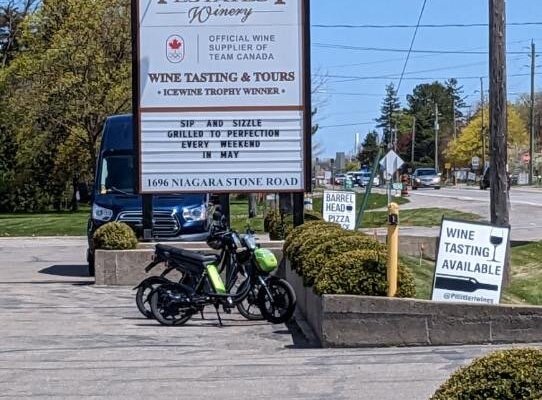 Winery
OFFICIAL WINE
SUPPLIER OF
TEAM CANADA
WINE TASTING & TOURS
• ICEWINE TROPHY WINNER •
SIP AND SIZZLE
GRILLED TO PERFECTION
EVERY WEEKEND
IN MAY
1696 NIAGARA STONE ROAD
BARREL
HEAD
PIZZA
WINE
TASTING
AVAILABLE
@Pillitteriwines